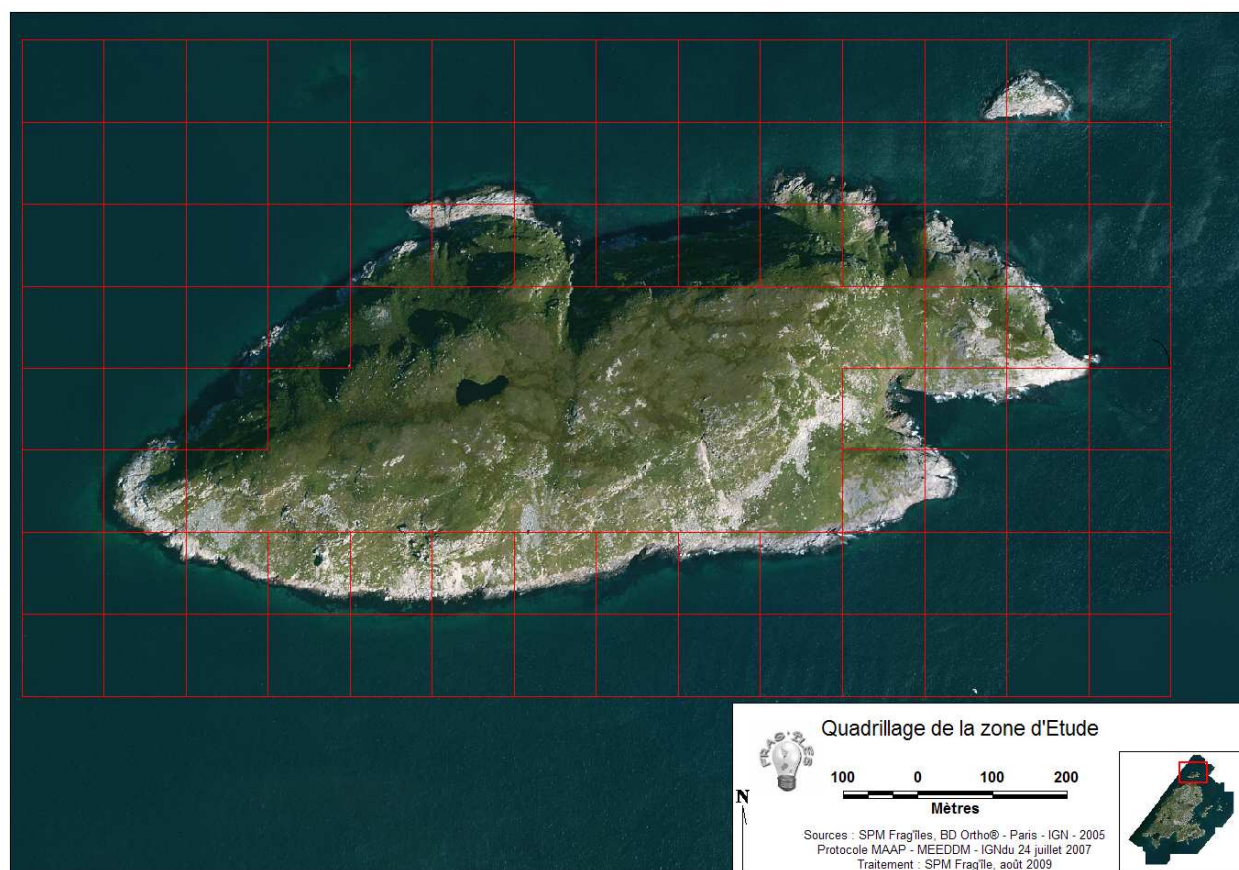 Quadrillage de la zone d'Etude
FRAG'ÎLES
100 0 100 200
Mètres
N
Sources : SPM Frag'îles, BD Ortho® - Paris - IGN - 2005
Protocole MAAP - MEEDDM - IGNdu 24 juillet 2007
Traitement : SPM Frag'île, août 2009